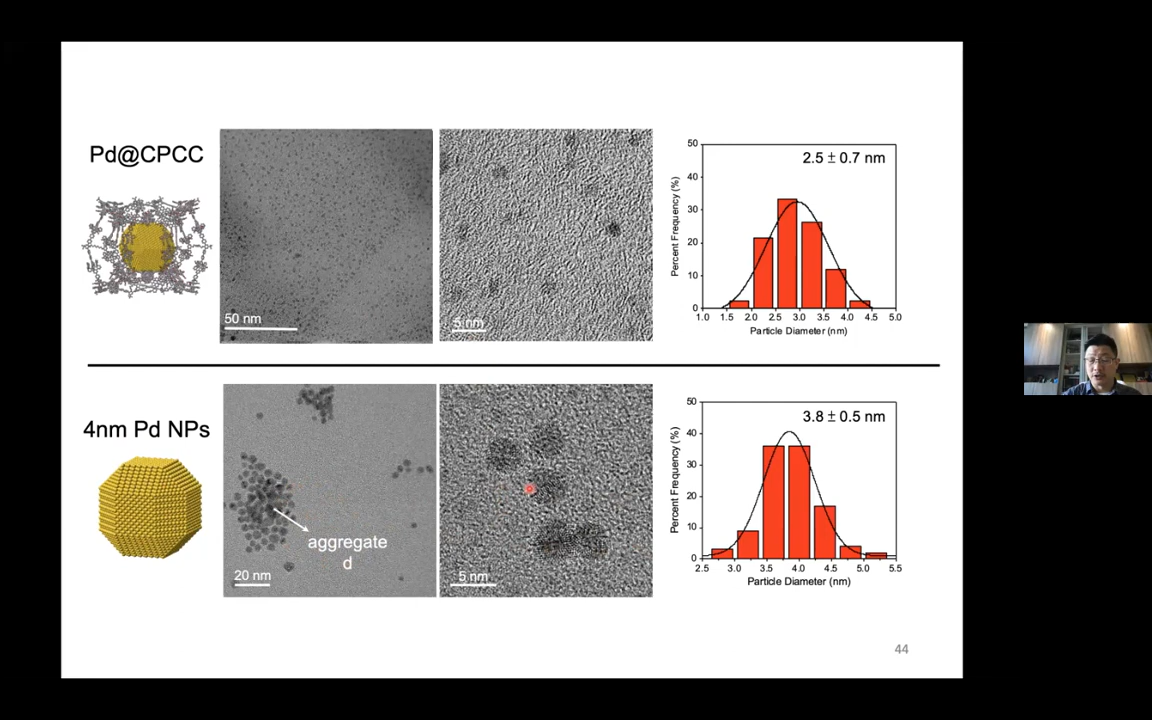 Pd@CPCC
50 nm
5 nm
2.5 ± 0.7 nm
Percent Frequency (%)
50
40
30
20
10
0
1.0 1.5 2.0 2.5 3.0 3.5 4.0 4.5 5.0
Particle Diameter (nm)
4nm Pd NPs
aggregate
d
20 nm
5 nm
3.8 ± 0.5 nm
Percent Frequency (%)
50
40
30
20
10
0
2.5 3.0 3.5 4.0 4.5 5.0 5.5
Particle Diameter (nm)
44